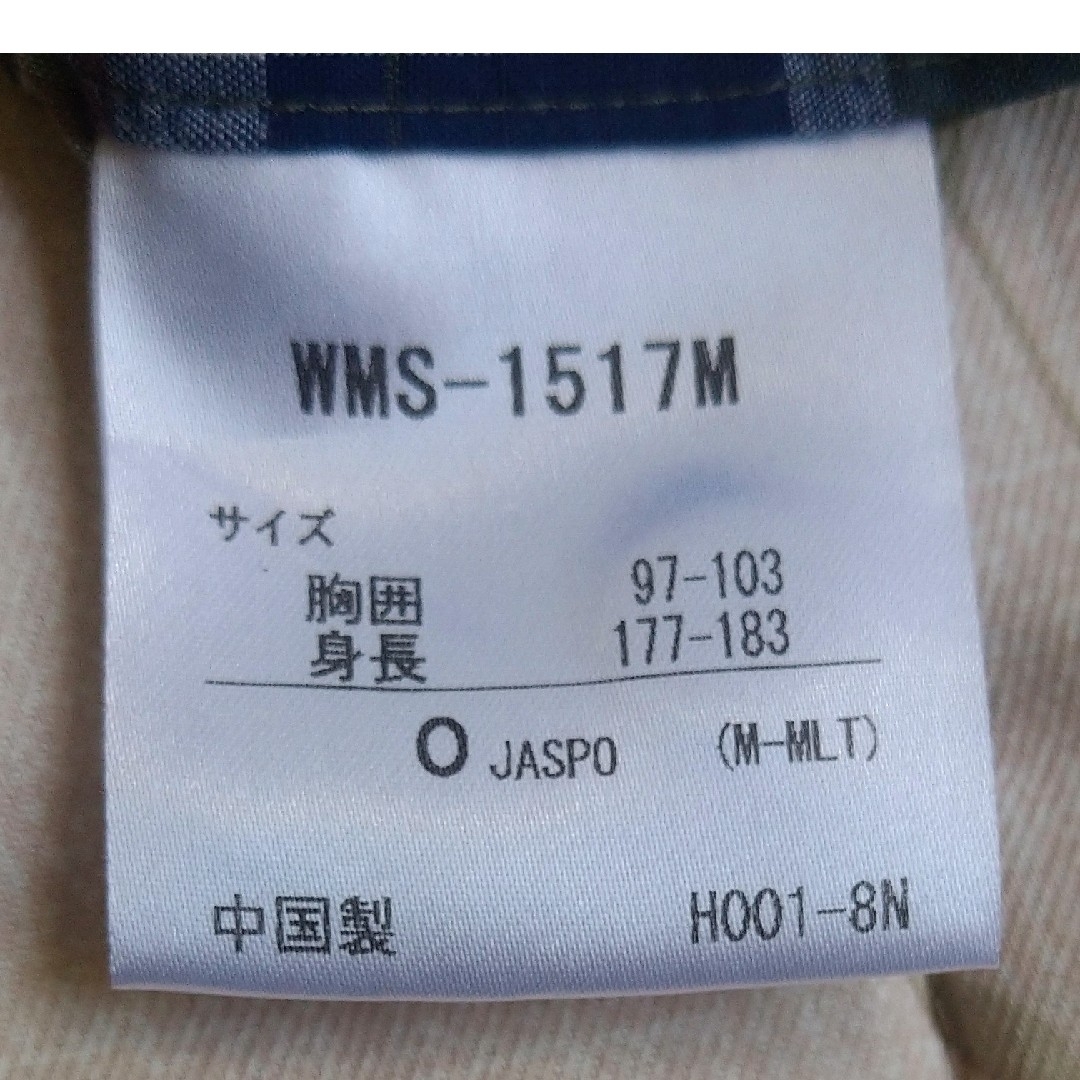 WMS-1517M
サイズ
胸囲 97-103
身長 177-183
O JASPO (M-MLT)
中国製 H001-8N